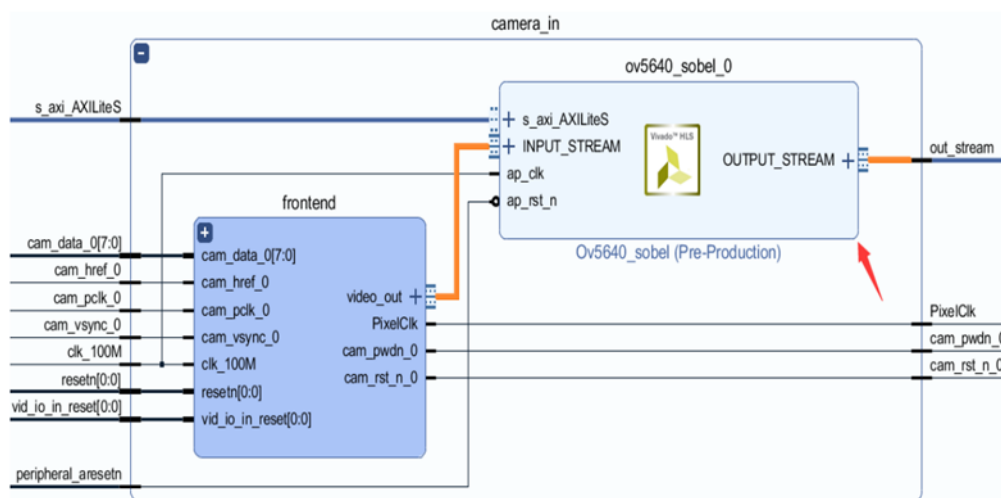 camera_in
ov5640_sobel_0
s_axi_AXILiteS
s_axi_AXILiteS
INPUT_STREAM
ap_clk
ap_rst_n
Vivado™ HLS
OUTPUT_STREAM
out_stream
Ov5640_sobel (Pre-Production)
frontend
cam_data_0[7:0]
cam_href_0
cam_pclk_0
cam_vsync_0
clk_100M
resetn[0:0]
vid_io_in_reset[0:0]
peripheral_aresetn
cam_data_0[7:0]
cam_href_0
cam_pclk_0
cam_vsync_0
clk_100M
resetn[0:0]
vid_io_in_reset[0:0]
video_out
PixelClk
cam_pwdn_0
cam_rst_n_0
PixelClk
cam_pwdn_0
cam_rst_n_0